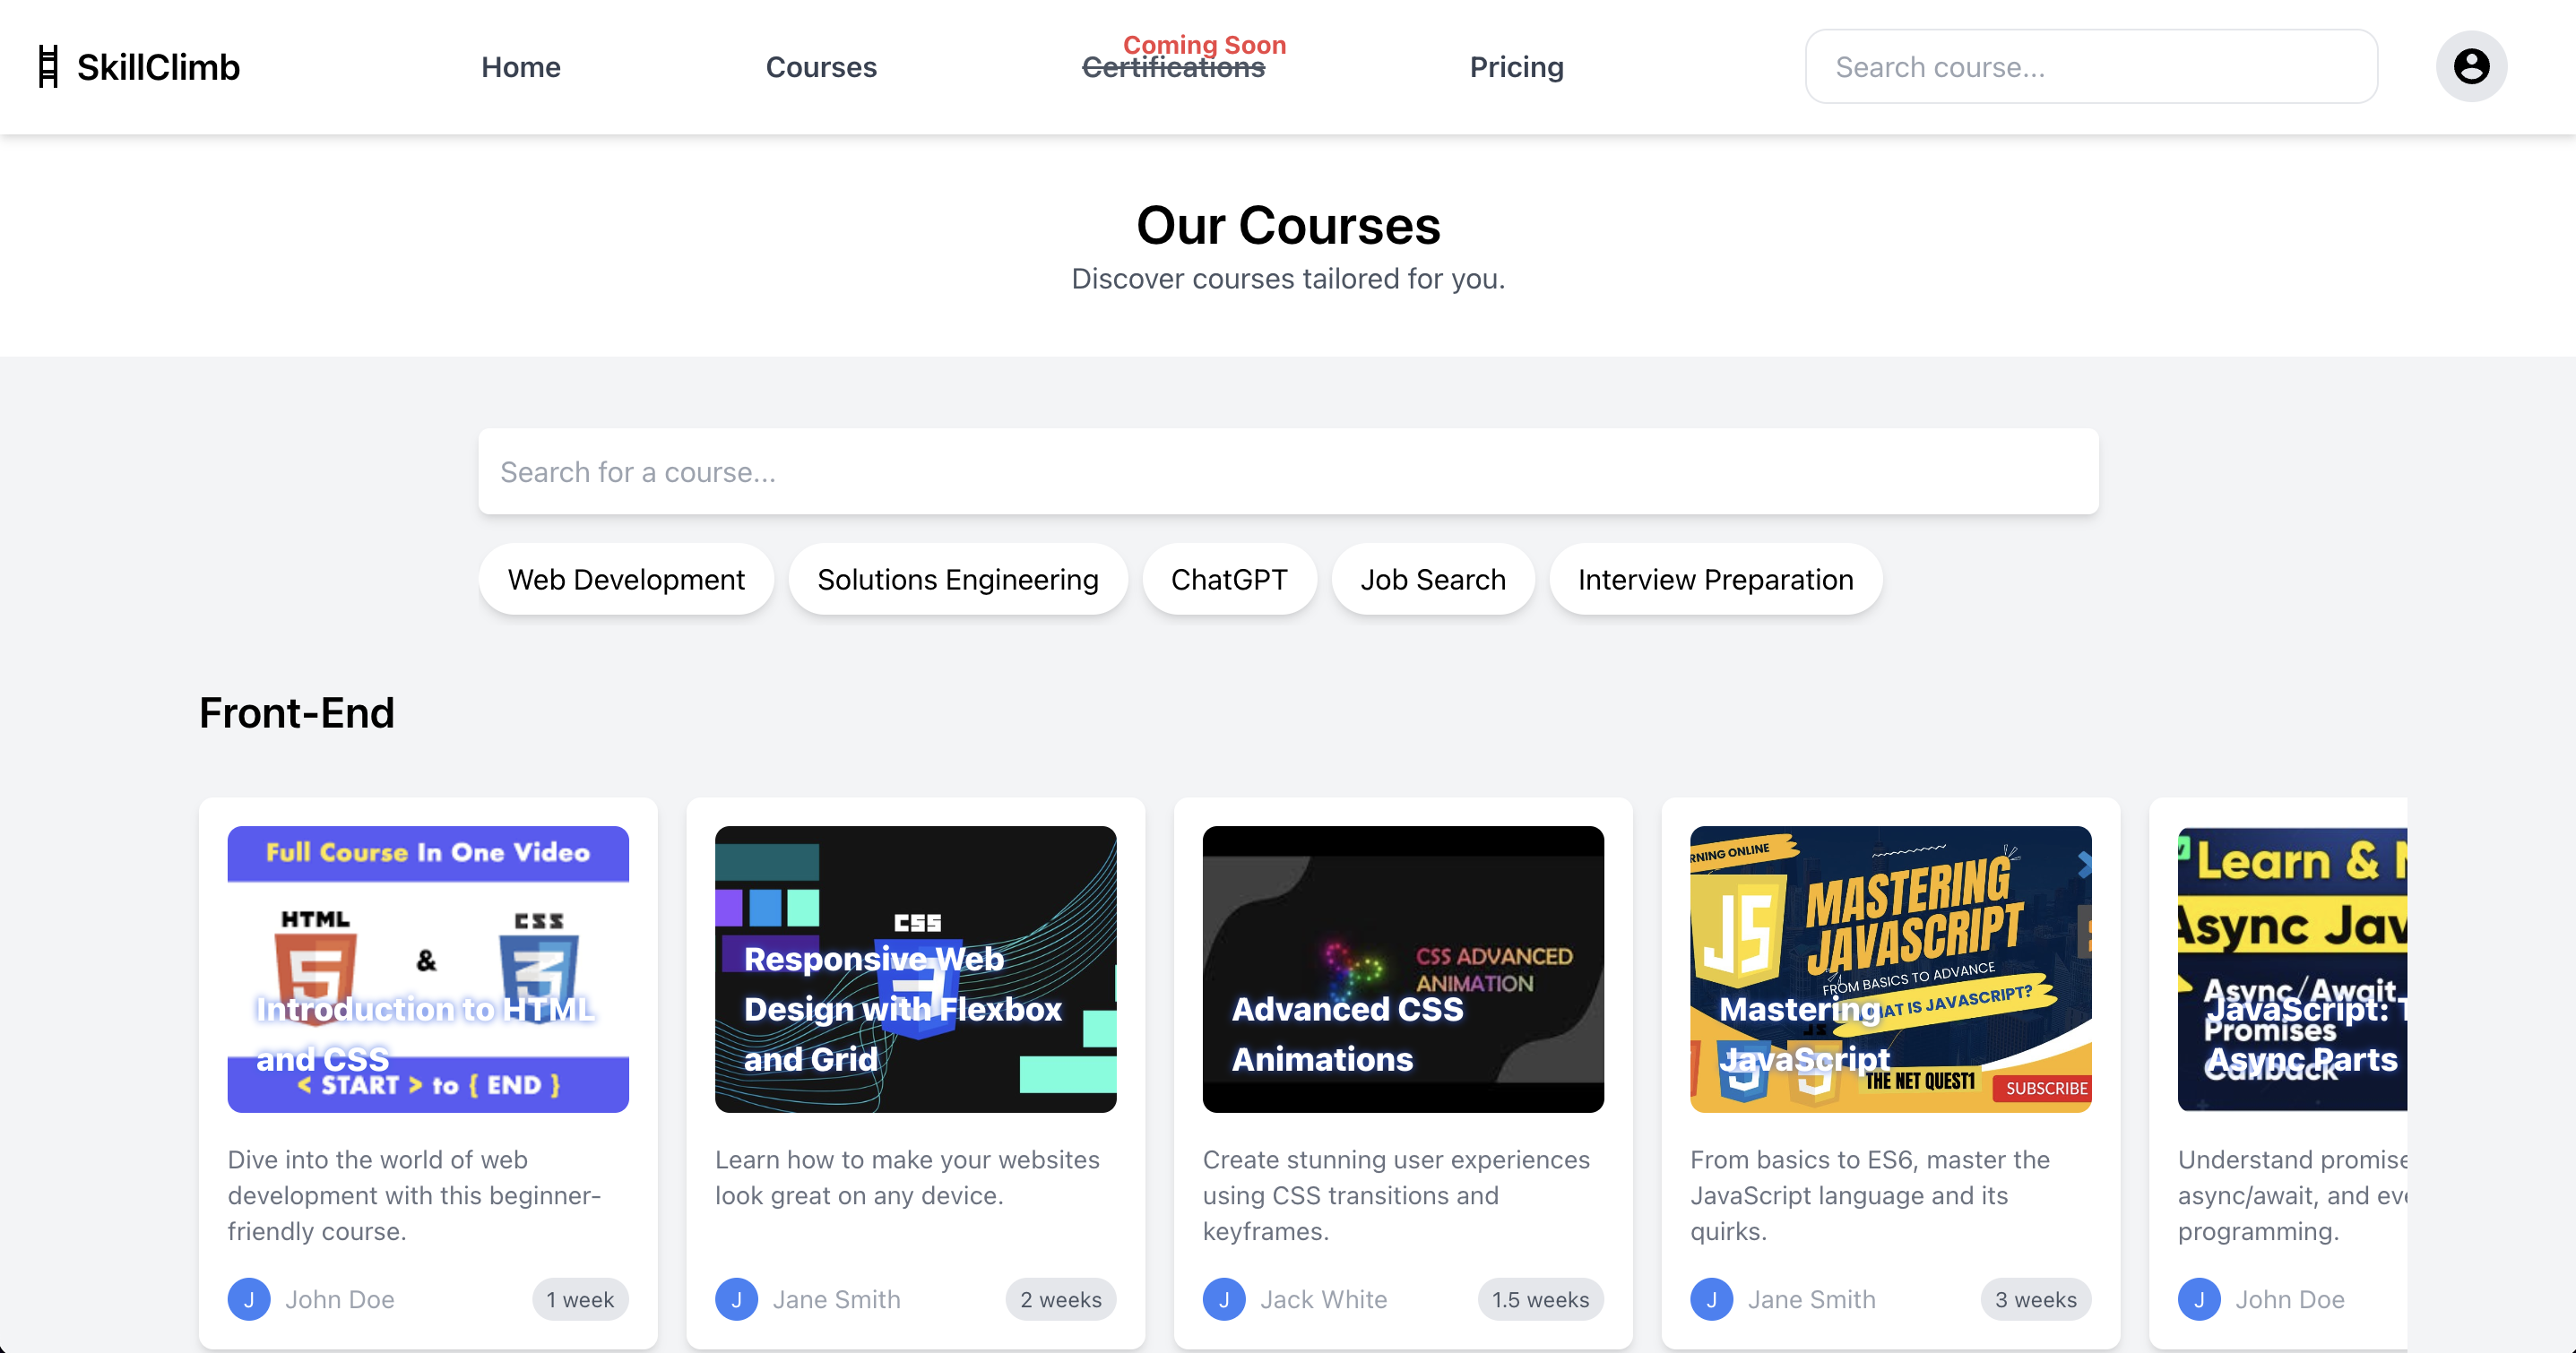 SkillClimb
Home
Courses
Coming Soon
Certifications
Pricing
Search course...
Our Courses
Discover courses tailored for you.
Search for a course...
Web Development
Solutions Engineering
ChatGPT
Job Search
Interview Preparation
Front-End
Full Course In One Video
HTML
&
CSS
5
3
Introduction to HTML
and CSS
< START > to { END }
Dive into the world of web
development with this beginner-
friendly course.
J
John Doe
1 week
CSS
3
Responsive Web
Design with Flexbox
and Grid
Learn how to make your websites
look great on any device.
J
Jane Smith
2 weeks
CSS ADVANCED
ANIMATION
Advanced CSS
Animations
Create stunning user experiences
using CSS transitions and
keyframes.
J
Jack White
1.5 weeks
RNING ONLINE
JS
MASTERING
JAVASCRIPT
FROM BASICS TO ADVANCE
AT IS JAVASCRIPT?
Mastering
JavaScript
JS
THE NET QUEST1
SUBSCRIBE
From basics to ES6, master the
JavaScript language and its
quirks.
J
Jane Smith
3 weeks
Learn &
Async Jav
Async/Await
Promises
Callback
JavaScript:
Async Parts
Understand promise
async/await, and eve
programming.
J
John Doe